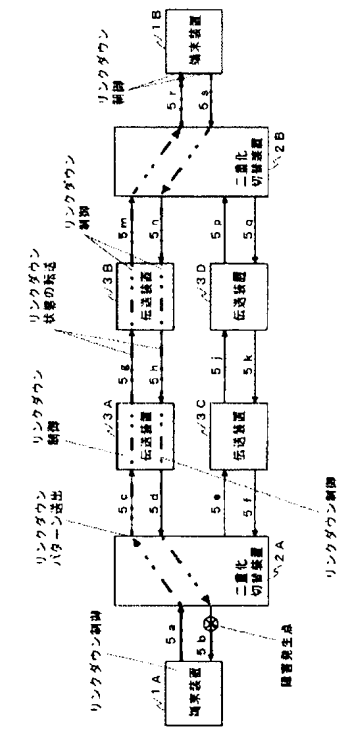 リンクダウン制御
リンクダウン
パターン送出
リンクダウン
制御
リンクダウン
状態の転送
リンクダウン
制御
リンクダウン
制御
1A
端末装置
5a
5b
障害発生点
二重化
切替装置
2A
5c
5d
5e
5f
3A
伝送装置
3C
伝送装置
リンクダウン制御
5g
5h
5j
5k
3B
伝送装置
3D
伝送装置
5m
5n
5p
5q
二重化
切替装置
2B
5r
5s
1B
端末装置